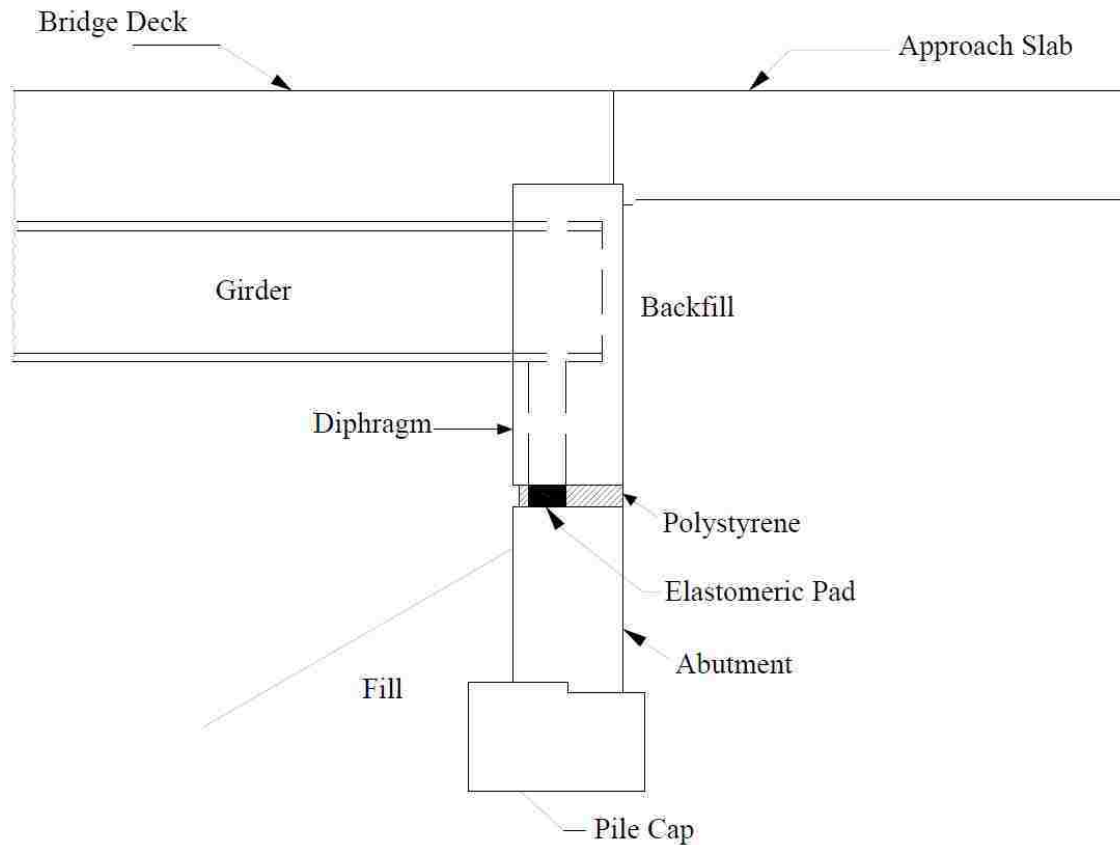 Bridge Deck
Approach Slab
Girder
Backfill
Diphragm
Polystyrene
Elastomeric Pad
Abutment
Fill
Pile Cap